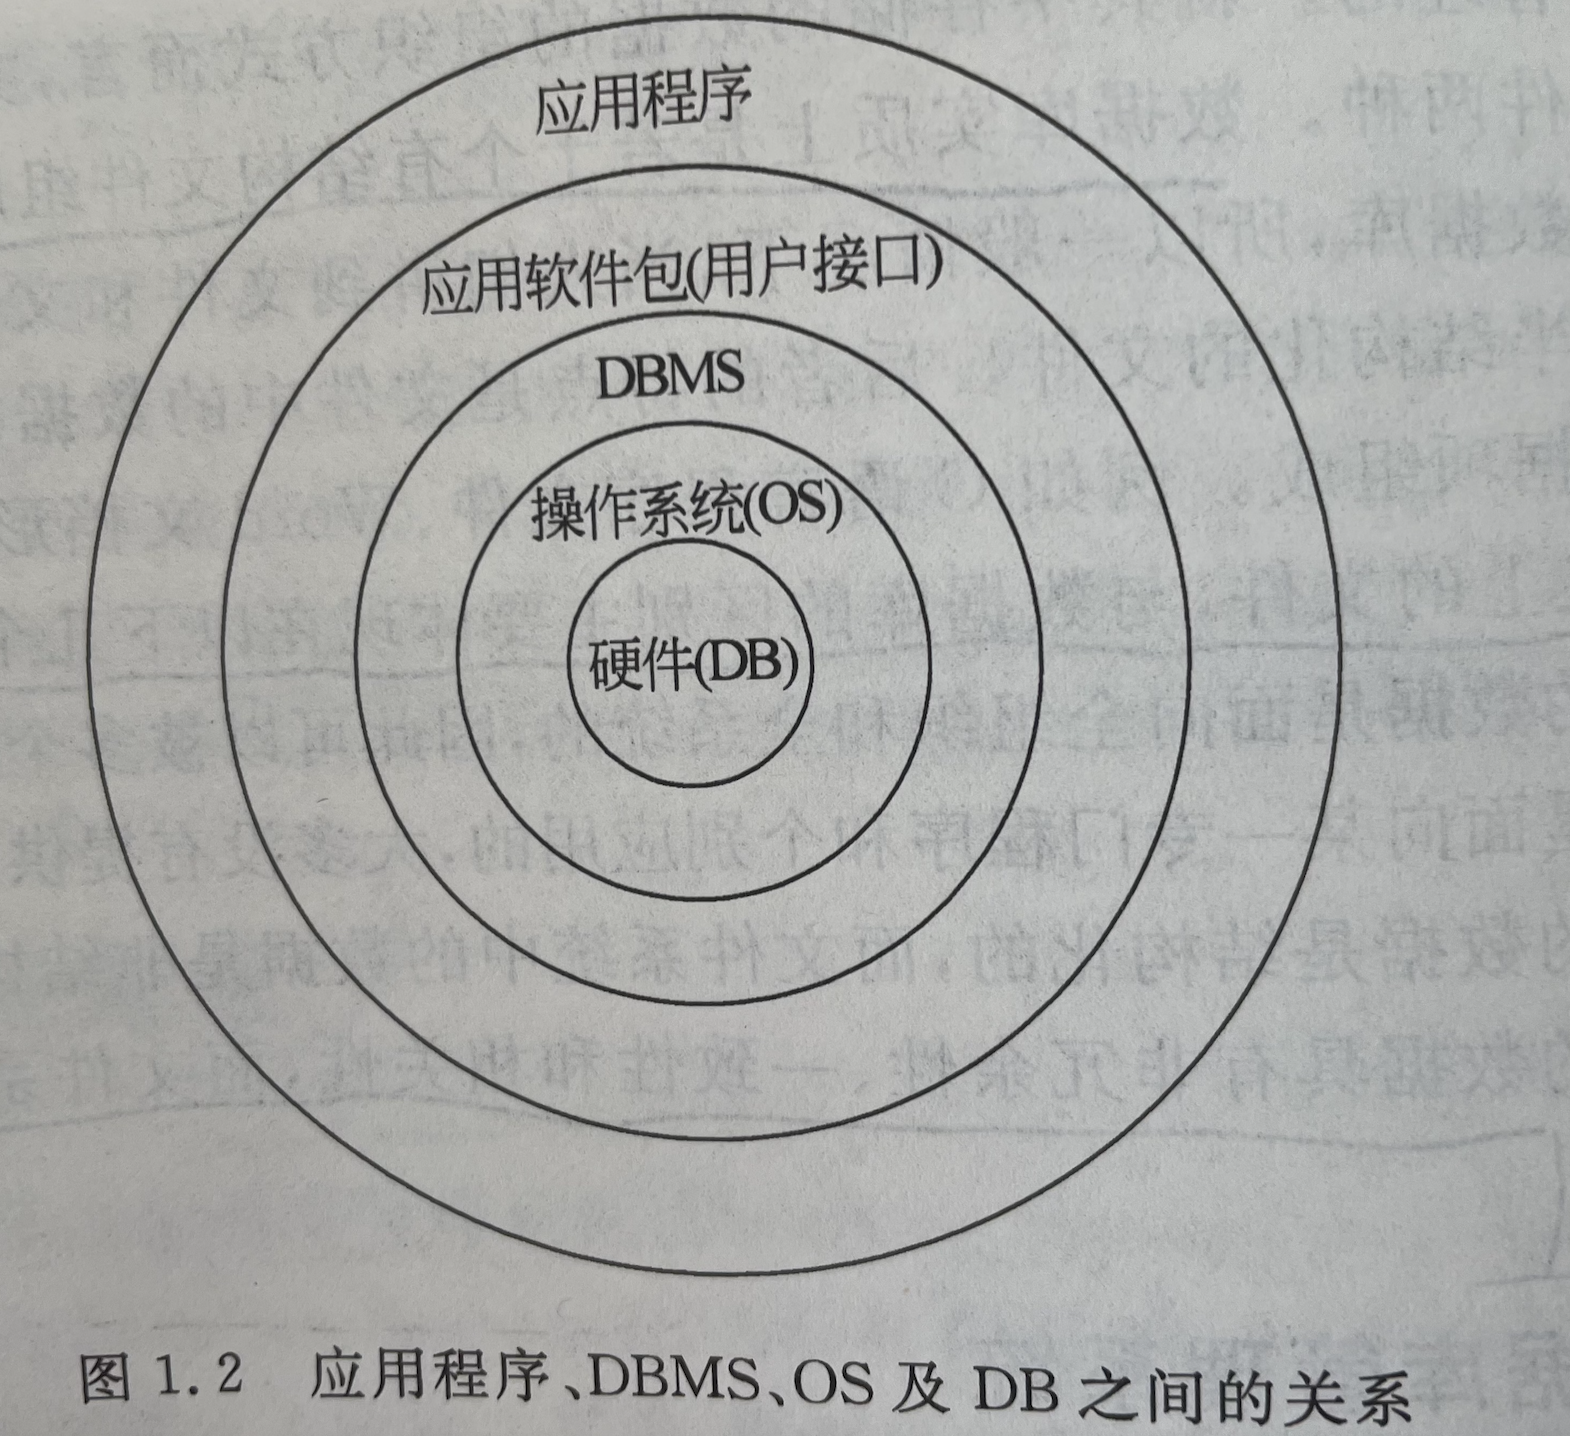 应用程序
应用软件包(用户接口)
DBMS
操作系统(OS)
硬件(DB)
图 1.2 应用程序、DBMS、OS 及 DB 之间的关系